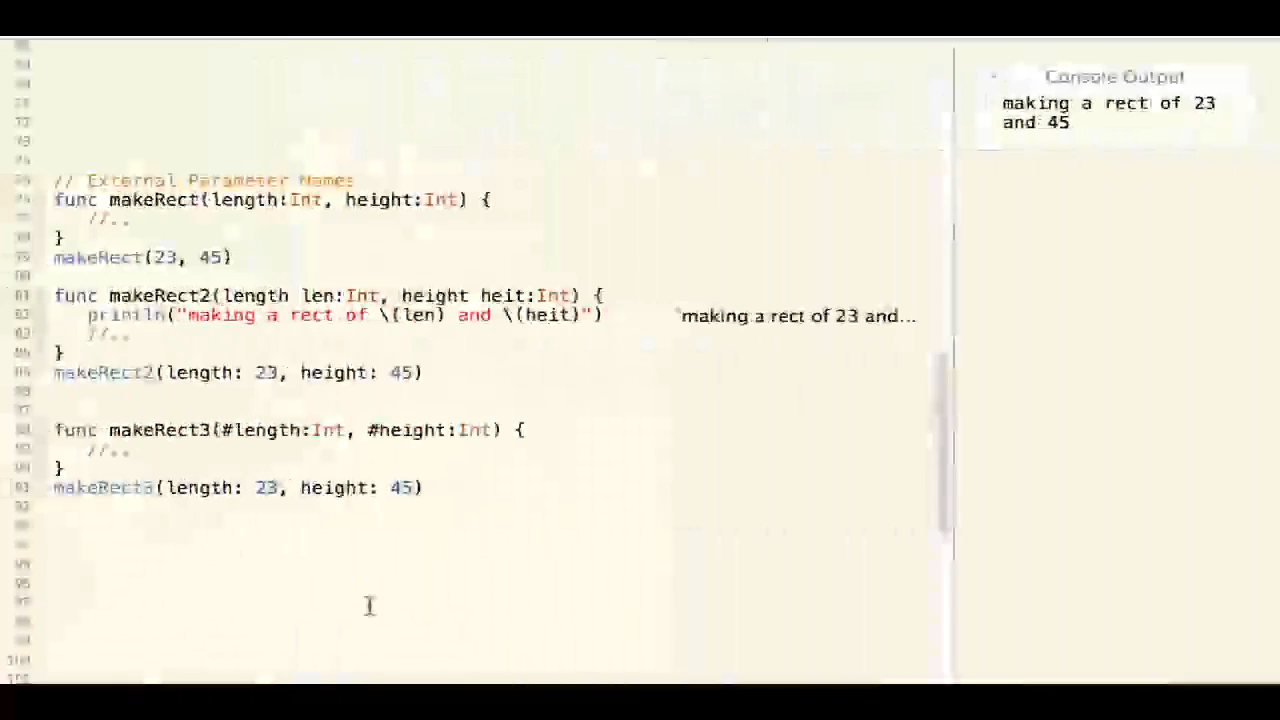 // External Parameter Names
func makeRect(length:Int, height:Int) {
//..
}
makeRect(23, 45)
func makeRect2(length len:Int, height heit:Int) {
println("making a rect of \(len) and \(heit)")
//..
}
makeRect2(length: 23, height: 45)
func makeRect3(#length:Int, #height:Int) {
//..
}
makeRect3(length: 23, height: 45)
"making a rect of 23 and...
Console Output
making a rect of 23
and 45